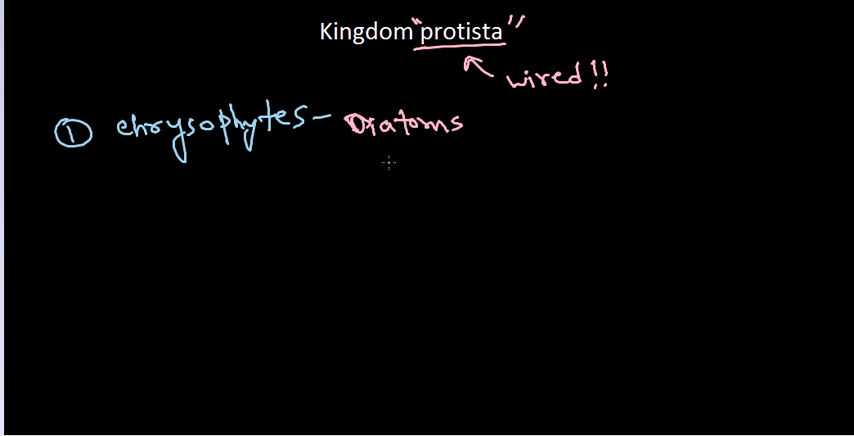 Kingdom "protista"
wired!!
① chrysophytes - Diatoms